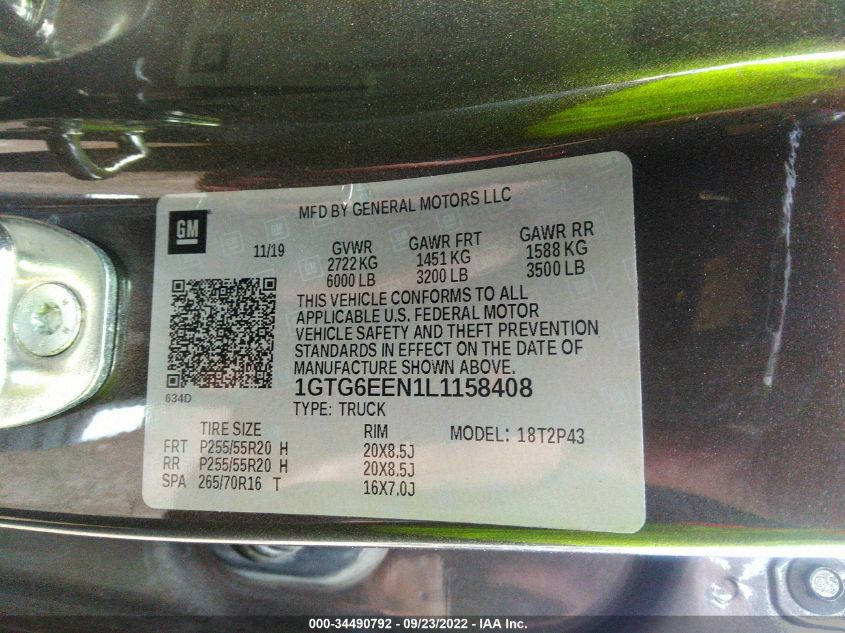 MFD BY GENERAL MOTORS LLC
GM
11/19 GVWR GAWR FRT GAWR RR
2722 KG 1451 KG 1588 KG
6000 LB 3200 LB 3500 LB
THIS VEHICLE CONFORMS TO ALL
APPLICABLE U.S. FEDERAL MOTOR
VEHICLE SAFETY AND THEFT PREVENTION
STANDARDS IN EFFECT ON THE DATE OF
MANUFACTURE SHOWN ABOVE.
1GTG6EEN1L1158408
634D
TYPE: TRUCK
TIRE SIZE RIM MODEL: 18T2P43
FRT P255/55R20 H 20X8.5J
RR P255/55R20 H 20X8.5J
SPA 265/70R16 T 16X7.0J
000-34490792 / 09/23/2022 - IAA Inc.